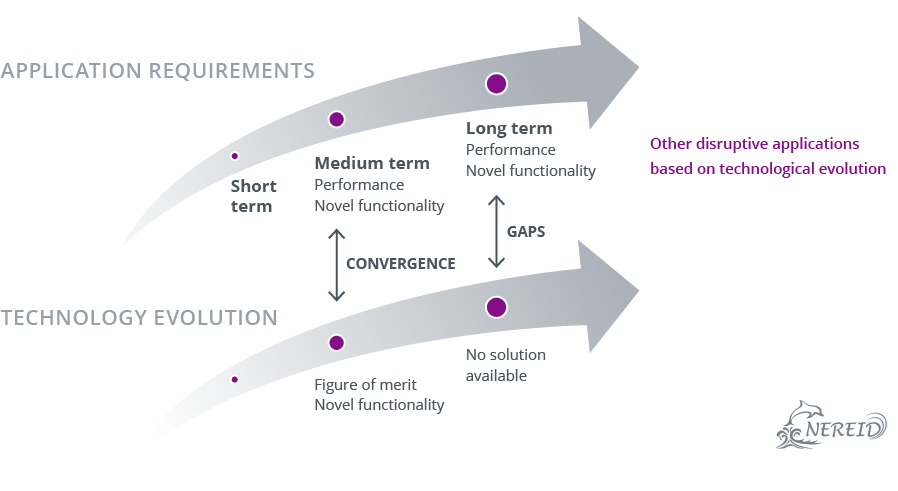 APPLICATION REQUIREMENTS
Long term
Performance
Novel functionality
Other disruptive applications
based on technological evolution
Medium term
Performance
Novel functionality
Short
term
GAPS
CONVERGENCE
TECHNOLOGY EVOLUTION
No solution
available
Figure of merit
Novel functionality
NEREID